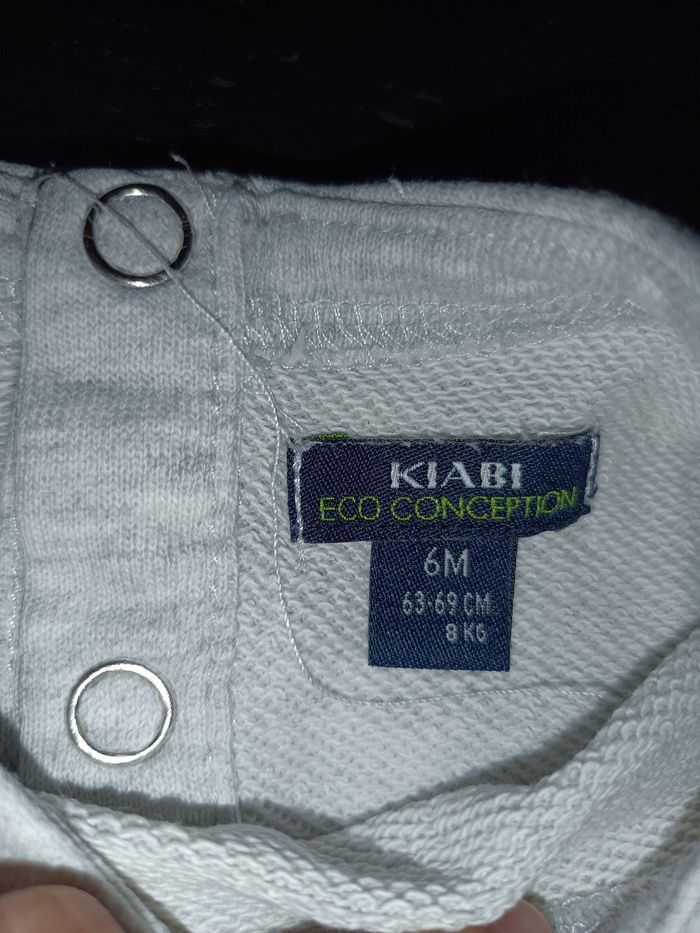 KIABI
ECO CONCEPTION
6M
63-69 CM
8 KG